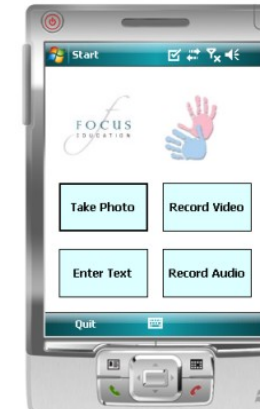 Start
FOCUS
EDUCATION
Take Photo
Record Video
Enter Text
Record Audio
Quit